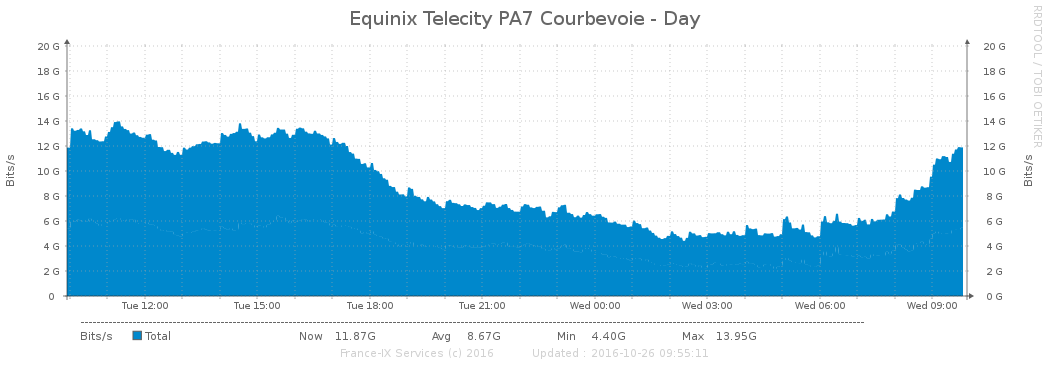 Equinix Telecity PA7 Courbevoie - Day
RRDTOOL / TOBI OETIKER
Bits/s
20 G 20 G
18 G 18 G
16 G 16 G
14 G 14 G
12 G 12 G
10 G 10 G
8 G 8 G
6 G 6 G
4 G 4 G
2 G 2 G
0 0 G
Bits/s
Tue 12:00 Tue 15:00 Tue 18:00 Tue 21:00 Wed 00:00 Wed 03:00 Wed 06:00 Wed 09:00
Bits/s Total Now 11.87G Avg 8.67G Min 4.40G Max 13.95G
France-IX Services (c) 2016 Updated : 2016-10-26 09:55:11